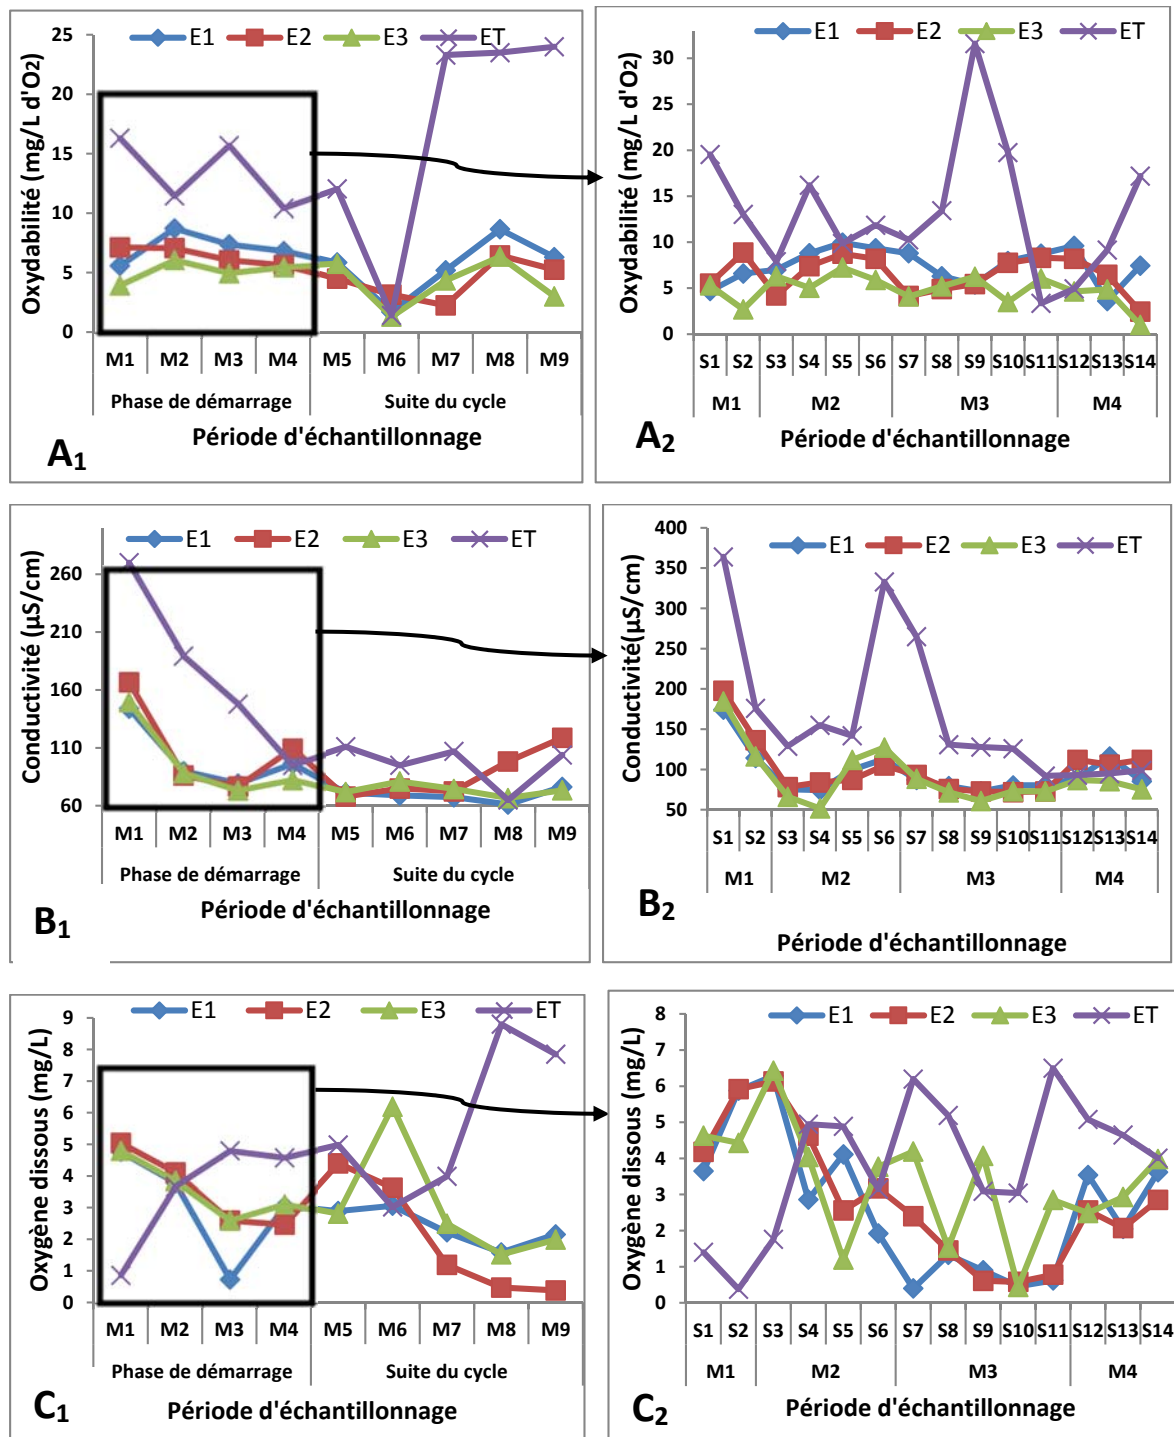 E1 E2 E3 ET
Oxydabilité (mg/L d'O2)
25
20
15
10
5
0
M1 M2 M3 M4 M5 M6 M7 M8 M9
Phase de démarrage Suite du cycle
Période d'échantillonnage
A1
E1 E2 E3 ET
Oxydabilité (mg/L d'O2)
30
25
20
15
10
5
0
S1 S2 S3 S4 S5 S6 S7 S8 S9 S10 S11 S12 S13 S14
M1 M2 M3 M4
Période d'échantillonnage
A2
E1 E2 E3 ET
Conductivité (µS/cm)
260
210
160
110
60
M1 M2 M3 M4 M5 M6 M7 M8 M9
Phase de démarrage Suite du cycle
Période d'échantillonnage
B1
E1 E2 E3 ET
Conductivité(µS/cm)
400
350
300
250
200
150
100
50
S1 S2 S3 S4 S5 S6 S7 S8 S9 S10 S11 S12 S13 S14
M1 M2 M3 M4
B2
Période d'échantillonnage
E1 E2 E3 ET
Oxygène dissous (mg/L)
9
8
7
6
5
4
3
2
1
0
M1 M2 M3 M4 M5 M6 M7 M8 M9
Phase de démarrage Suite du cycle
Période d'échantillonnage
C1
E1 E2 E3 ET
Oxygène dissous (mg/L)
8
7
6
5
4
3
2
1
0
S1 S2 S3 S4 S5 S6 S7 S8 S9 S10 S11 S12 S13 S14
M1 M2 M3 M4
Période d'échantillonnage
C2